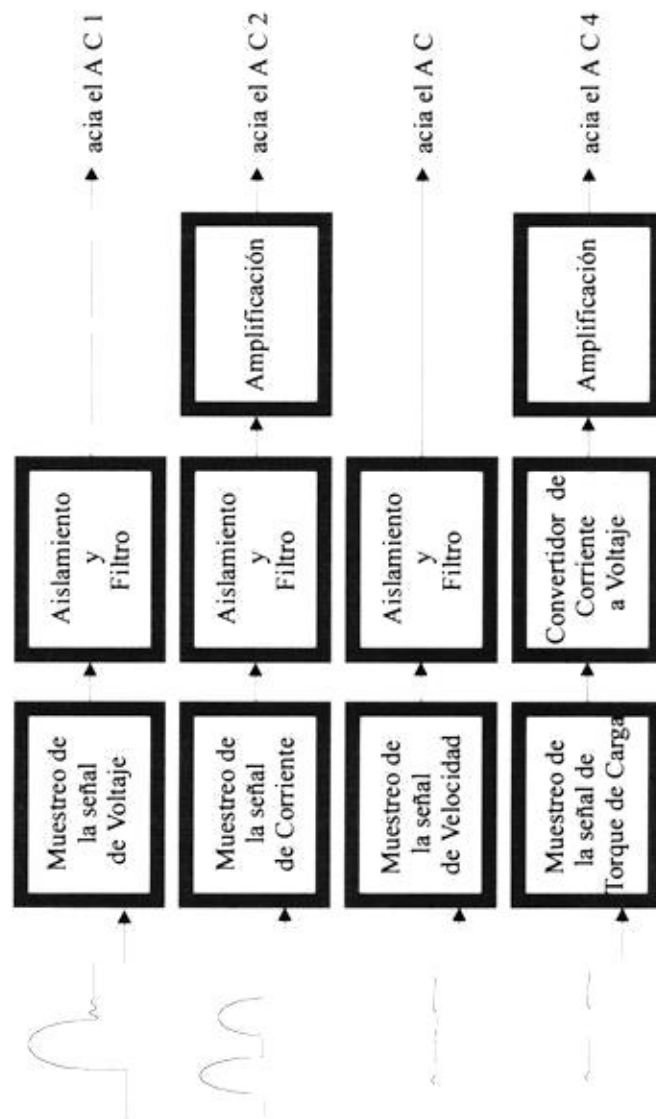 Muestreo de
la señal
de Voltaje
Aislamiento
y
Filtro
acia el A C 1
Muestreo de
la señal
de Corriente
Aislamiento
y
Filtro
Amplificación
acia el A C 2
Muestreo de
la señal
de Velocidad
Aislamiento
y
Filtro
acia el A C
Muestreo de
la señal de
Torque de Carga
Convertidor de
Corriente
a Voltaje
Amplificación
acia el A C 4